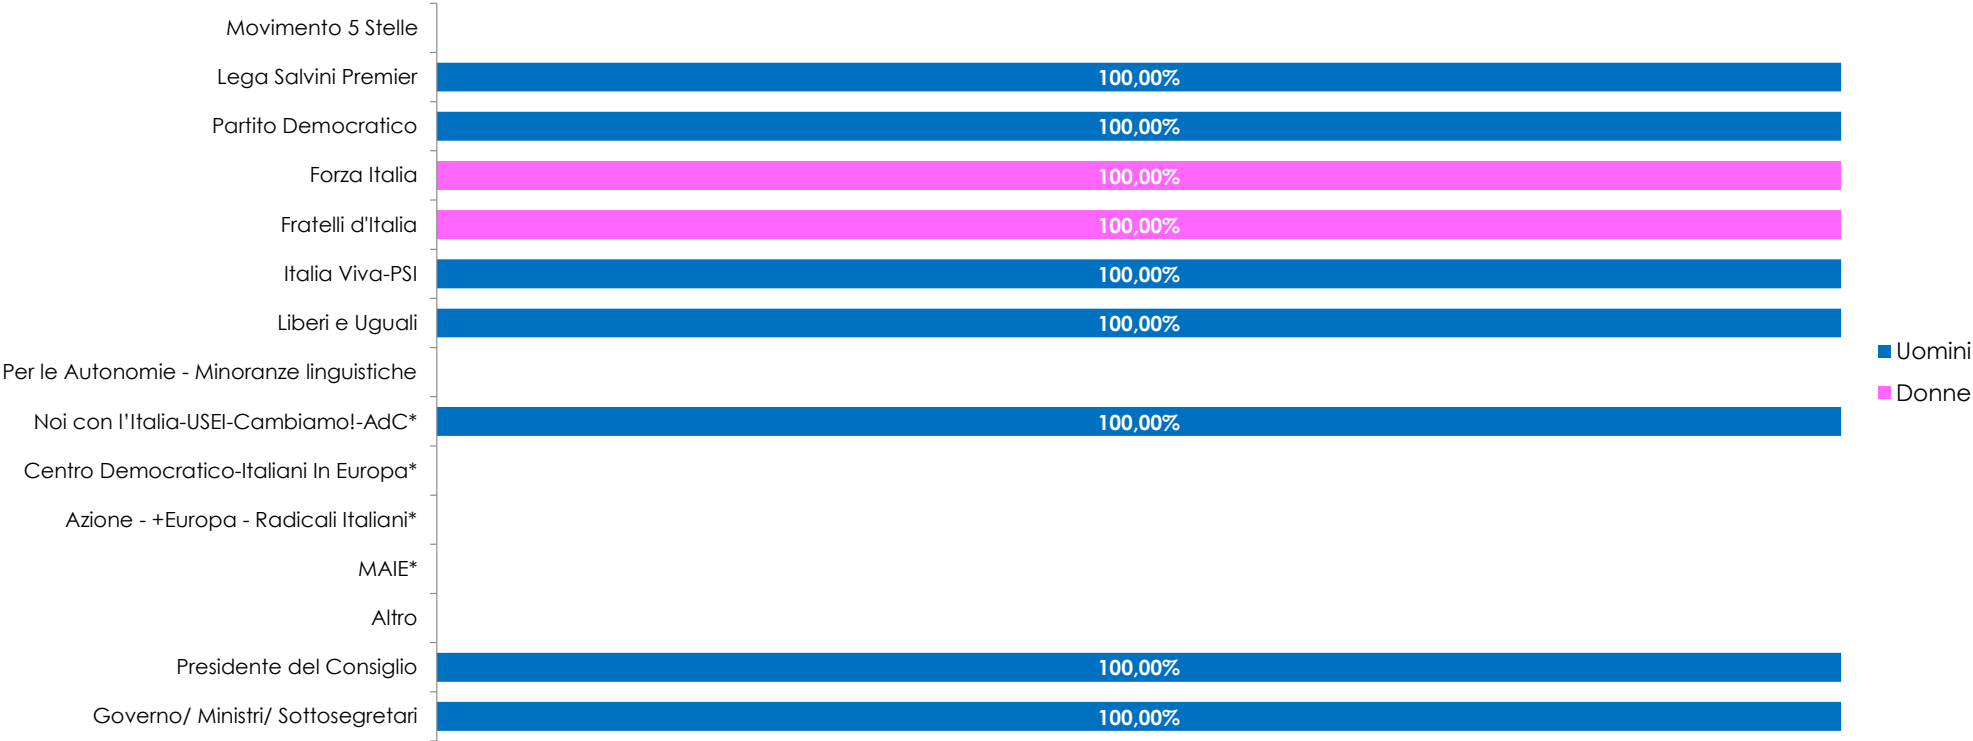 Movimento 5 Stelle
Lega Salvini Premier 100,00%
Partito Democratico 100,00%
Forza Italia 100,00%
Fratelli d'Italia 100,00%
Italia Viva-PSI 100,00%
Liberi e Uguali 100,00%
Per le Autonomie - Minoranze linguistiche
Noi con l’Italia-USEI-Cambiamo!-AdC* 100,00%
Centro Democratico-Italiani In Europa*
Azione - +Europa - Radicali Italiani*
MAIE*
Altro
Presidente del Consiglio 100,00%
Governo/ Ministri/ Sottosegretari 100,00%
Uomini
Donne